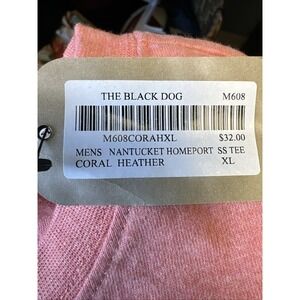 THE BLACK DOG M608
M608CORAHXL $32.00
MENS NANTUCKET HOMEPORT SS TEE
CORAL HEATHER XL